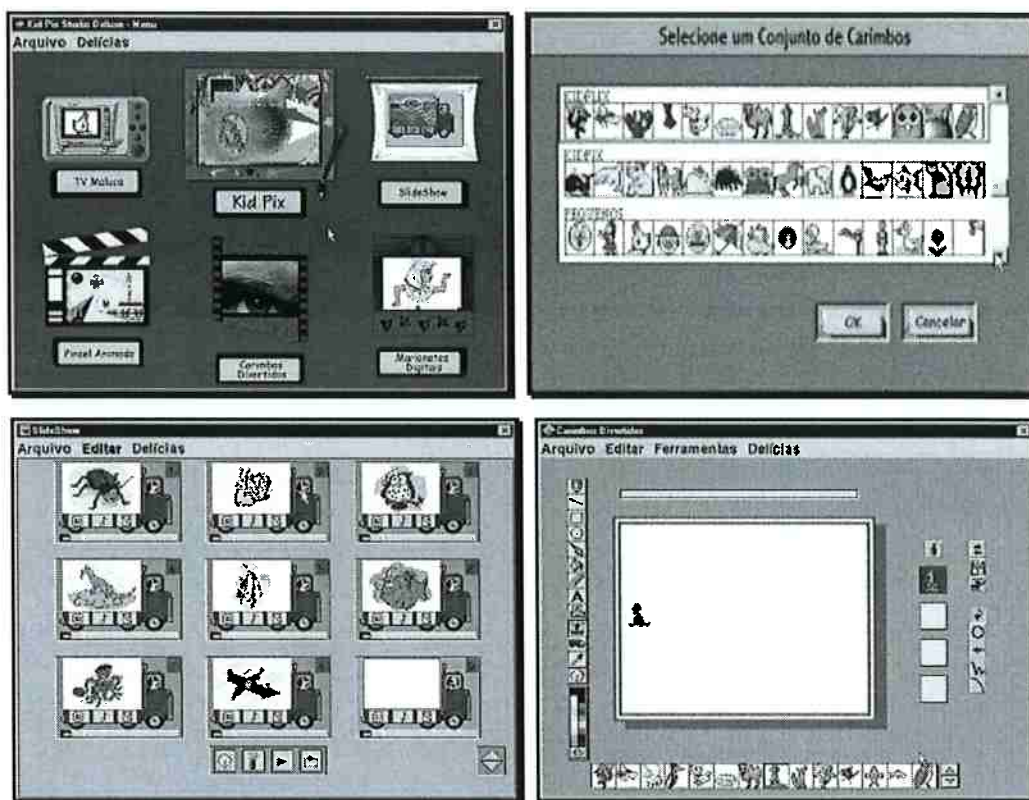 Kid Pix Studio Deluxe - Menu
Arquivo Delícias
TV Maluca
Kid Pix
SlideShow
Pincel Animado
Carimbos Divertidos
Marionetes Digitais
Selecione um Conjunto de Carimbos
KIDPIX
PEQUENOS
OK Cancelar
SlideShow
Arquivo Editar Delícias
Carimbos Divertidos
Arquivo Editar Ferramentas Delícias
A